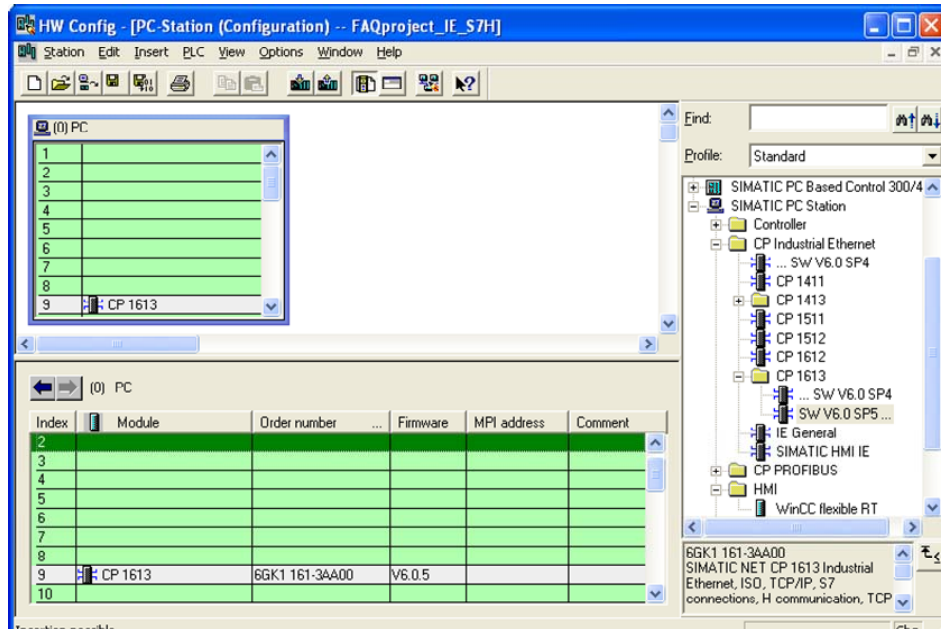 HW Config - [PC-Station (Configuration) -- FAQproject_IE_S7H]
Station Edit Insert PLC View Options Window Help
(0) PC
1
2
3
4
5
6
7
8
9 CP 1613
Find:
Profile: Standard
SIMATIC PC Based Control 300/4
SIMATIC PC Station
Controller
CP Industrial Ethernet
... SW V6.0 SP4
CP 1411
CP 1413
CP 1511
CP 1512
CP 1612
CP 1613
... SW V6.0 SP4
SW V6.0 SP5 ...
IE General
SIMATIC HMI IE
CP PROFIBUS
HMI
WinCC flexible RT
(0) PC
Index Module Order number ... Firmware MPI address Comment
2
3
4
5
6
7
8
9 CP 1613 6GK1 161-3AA00 V6.0.5
10
6GK1 161-3AA00
SIMATIC NET CP 1613 Industrial
Ethernet, ISO, TCP/IP, S7
connections, H communication, TCP
Insertion possible
Chg